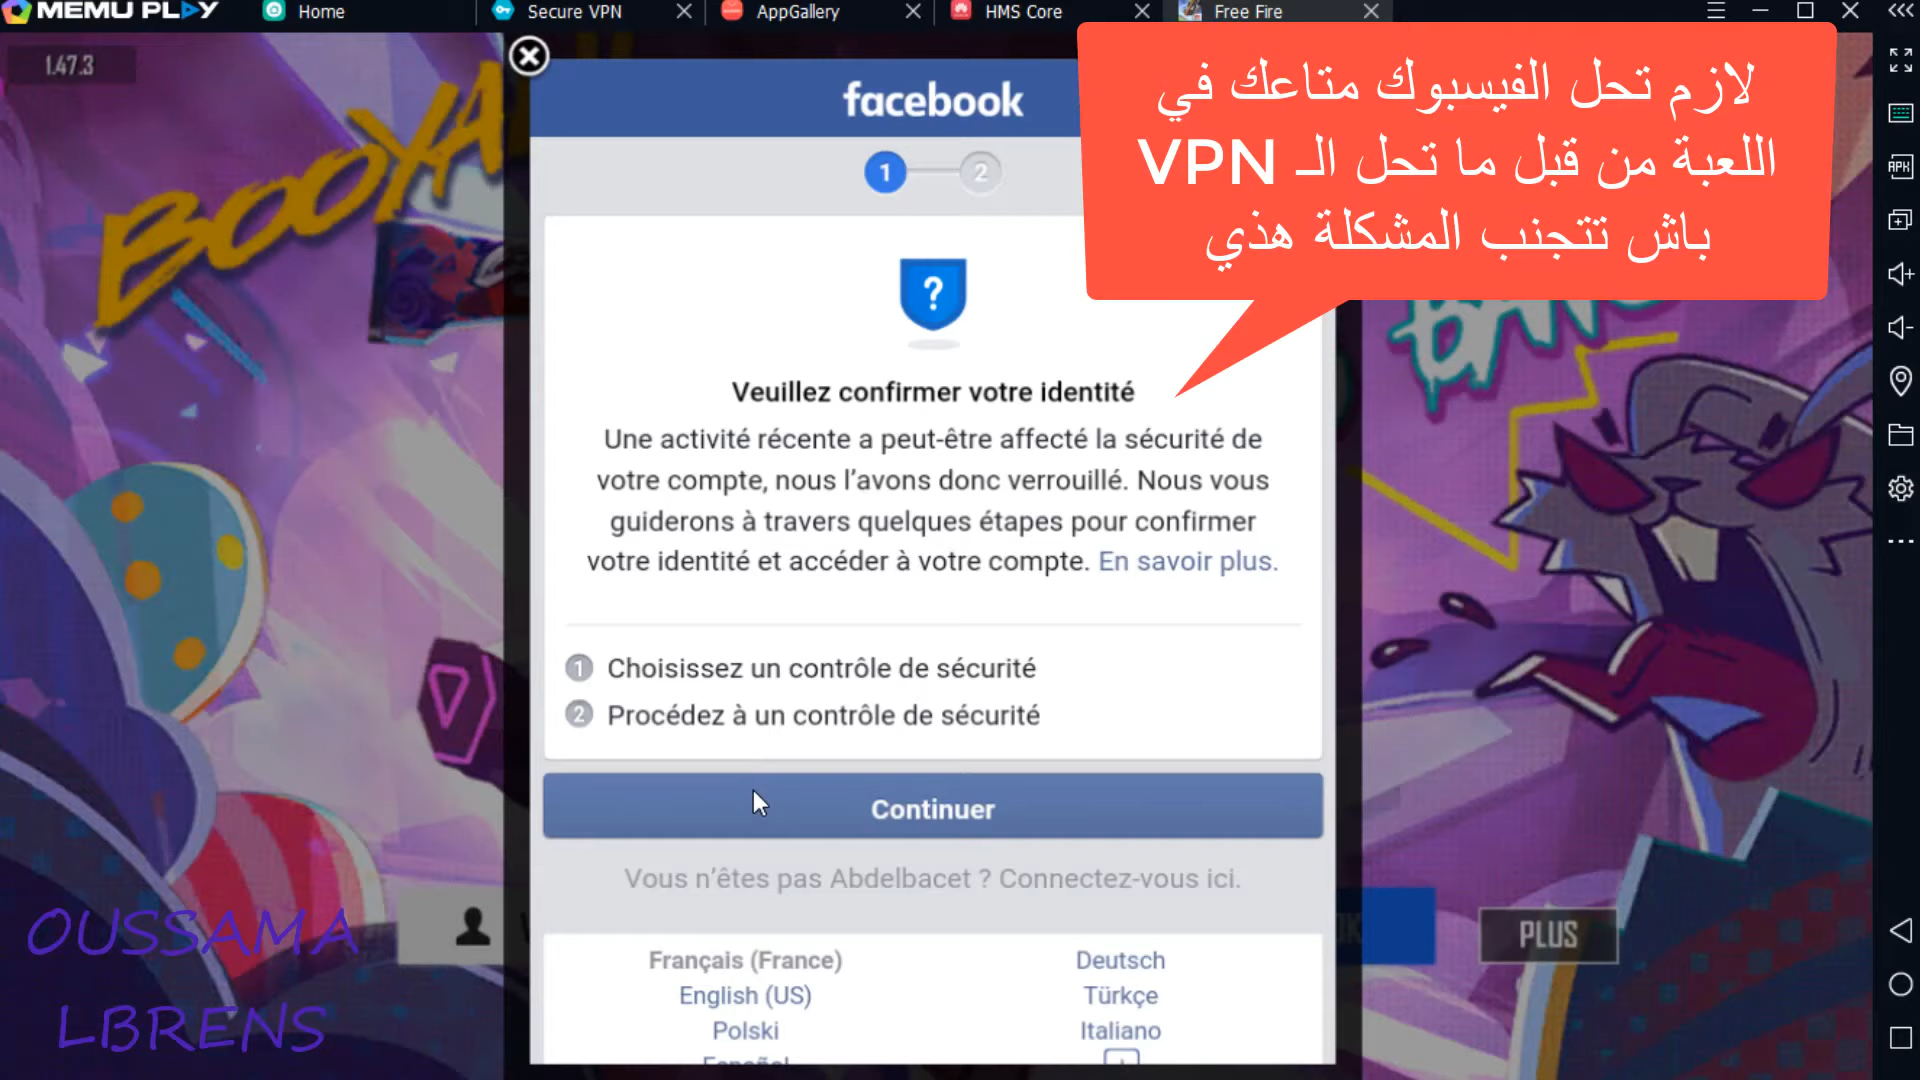 MEMU PLAY
Home
Secure VPN
AppGallery
HMS Core
Free Fire
1.47.3
BOOYA
facebook
لازم تحل الفيسبوك متاعك في
اللعبة من قبل ما تحل الـ VPN
باش تتجنب المشكلة هذي
1
2
?
Veuillez confirmer votre identité
Une activité récente a peut-être affecté la sécurité de
votre compte, nous l’avons donc verrouillé. Nous vous
guiderons à travers quelques étapes pour confirmer
votre identité et accéder à votre compte. En savoir plus.
1 Choisissez un contrôle de sécurité
2 Procédez à un contrôle de sécurité
Continuer
Vous n’êtes pas Abdelbacet ? Connectez-vous ici.
Français (France)
Deutsch
English (US)
Türkçe
Polski
Italiano
Español
PLUS
APK
OUSSAMA
LBRENS